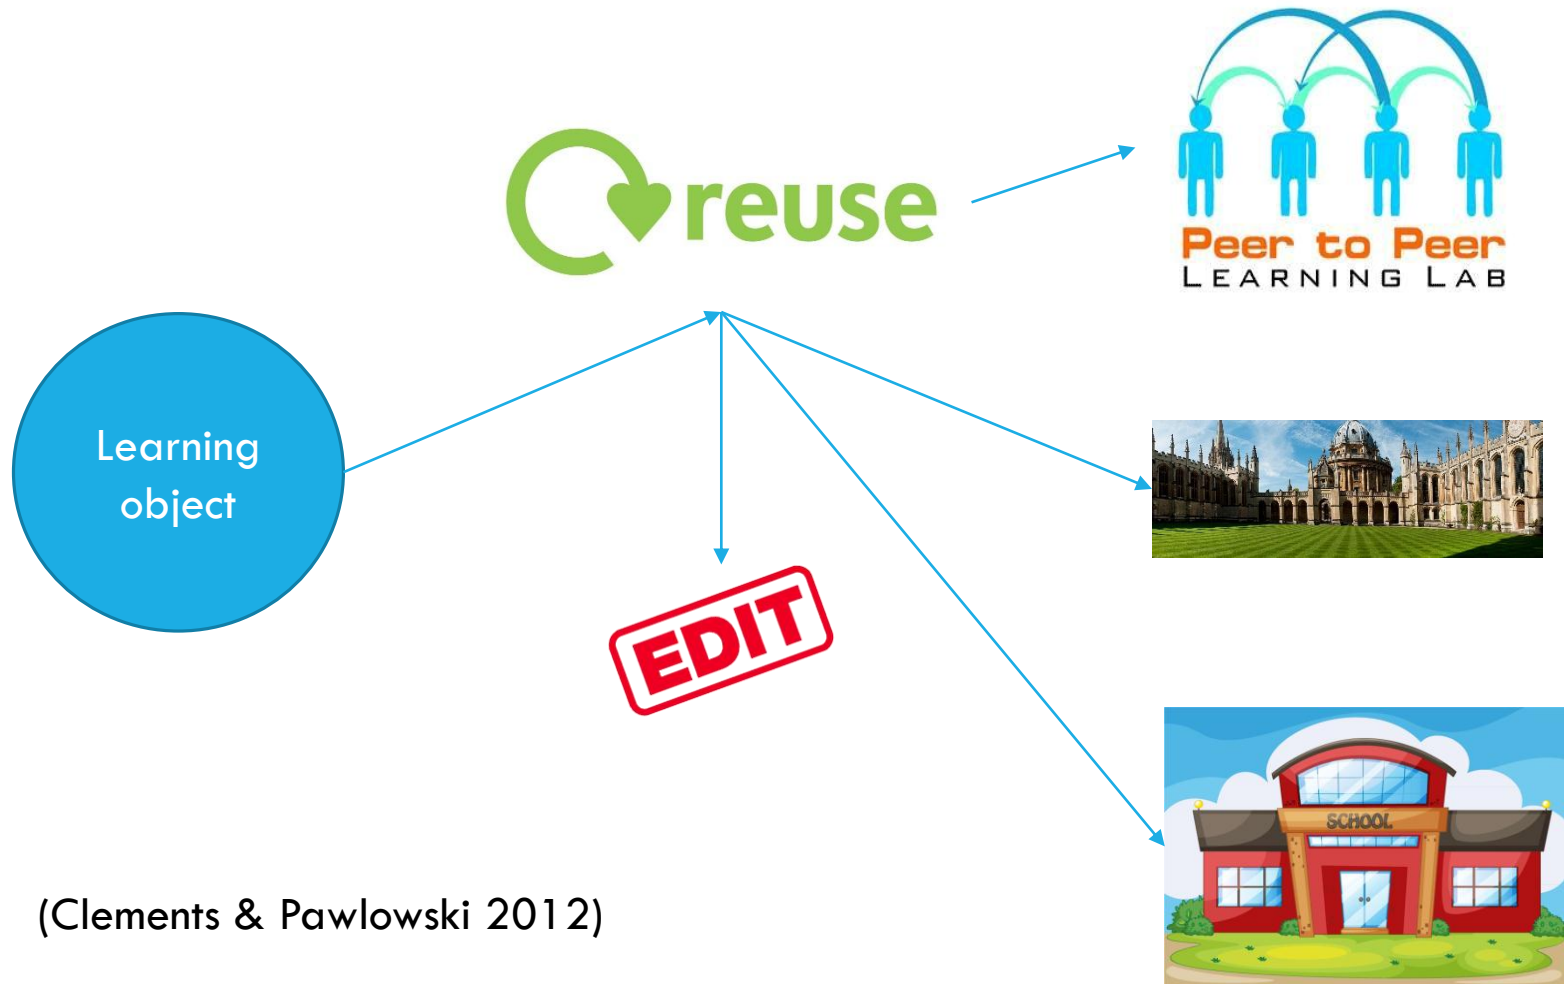 reuse
Peer to Peer
LEARNING LAB
Learning
object
EDIT
SCHOOL
(Clements & Pawlowski 2012)